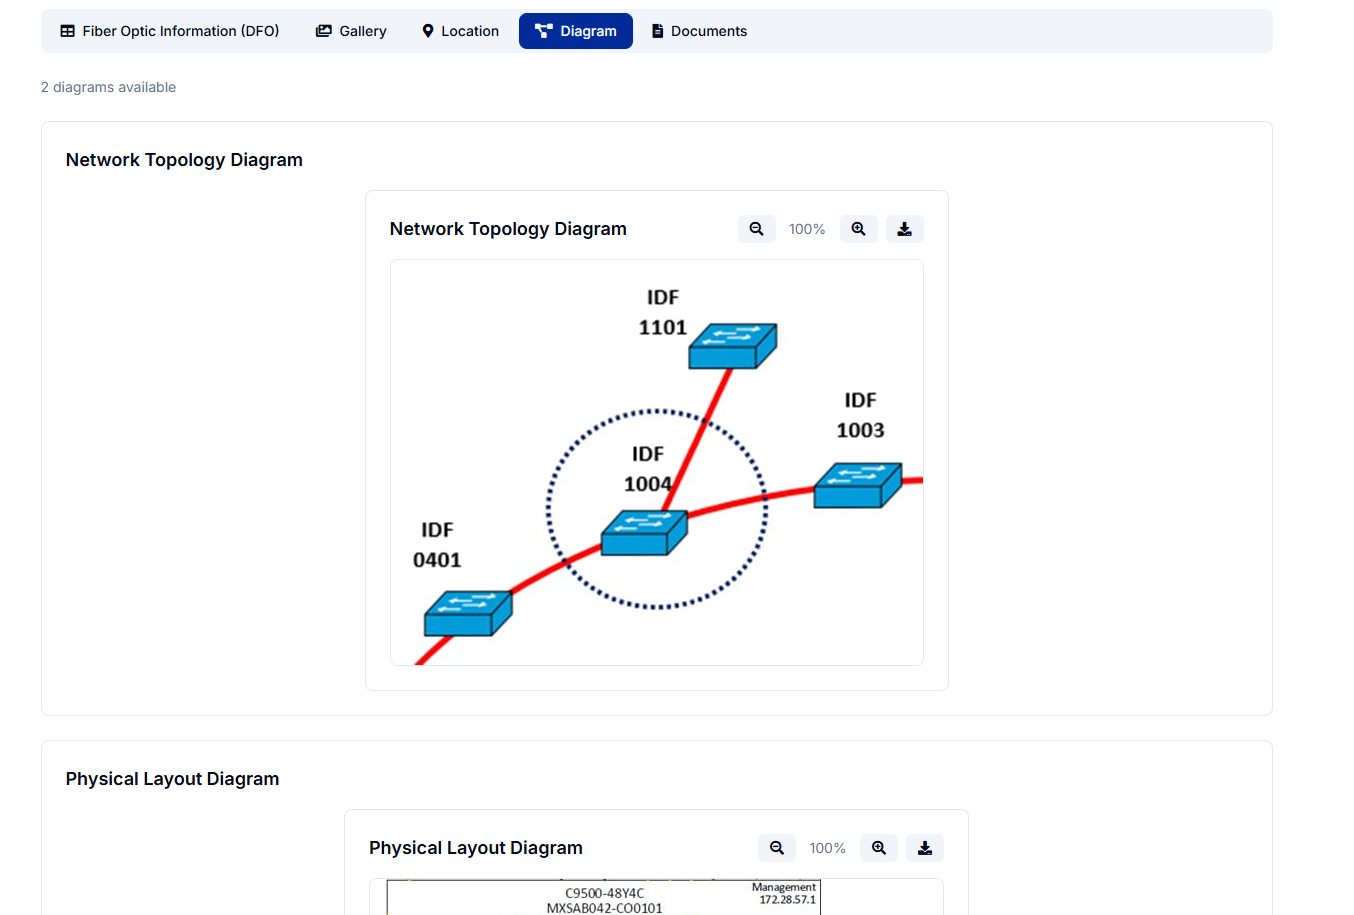 Fiber Optic Information (DFO) Gallery Location Diagram Documents
2 diagrams available
Network Topology Diagram
Network Topology Diagram 100%
IDF
1101
IDF
1003
IDF
1004
IDF
0401
Physical Layout Diagram
Physical Layout Diagram 100%
C9500-48Y4C
MXSAB042-CO0101
Management
172.28.57.1